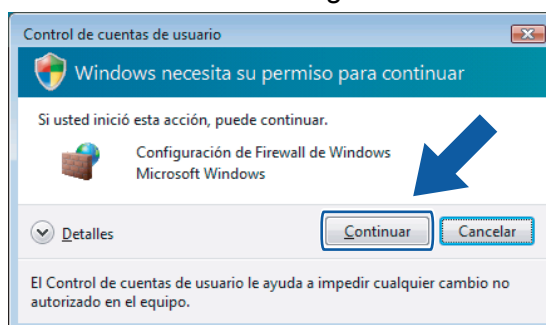 Control de cuentas de usuario
Windows necesita su permiso para continuar
Si usted inició esta acción, puede continuar.
Configuración de Firewall de Windows
Microsoft Windows
Detalles
Continuar
Cancelar
El Control de cuentas de usuario le ayuda a impedir cualquier cambio no
autorizado en el equipo.